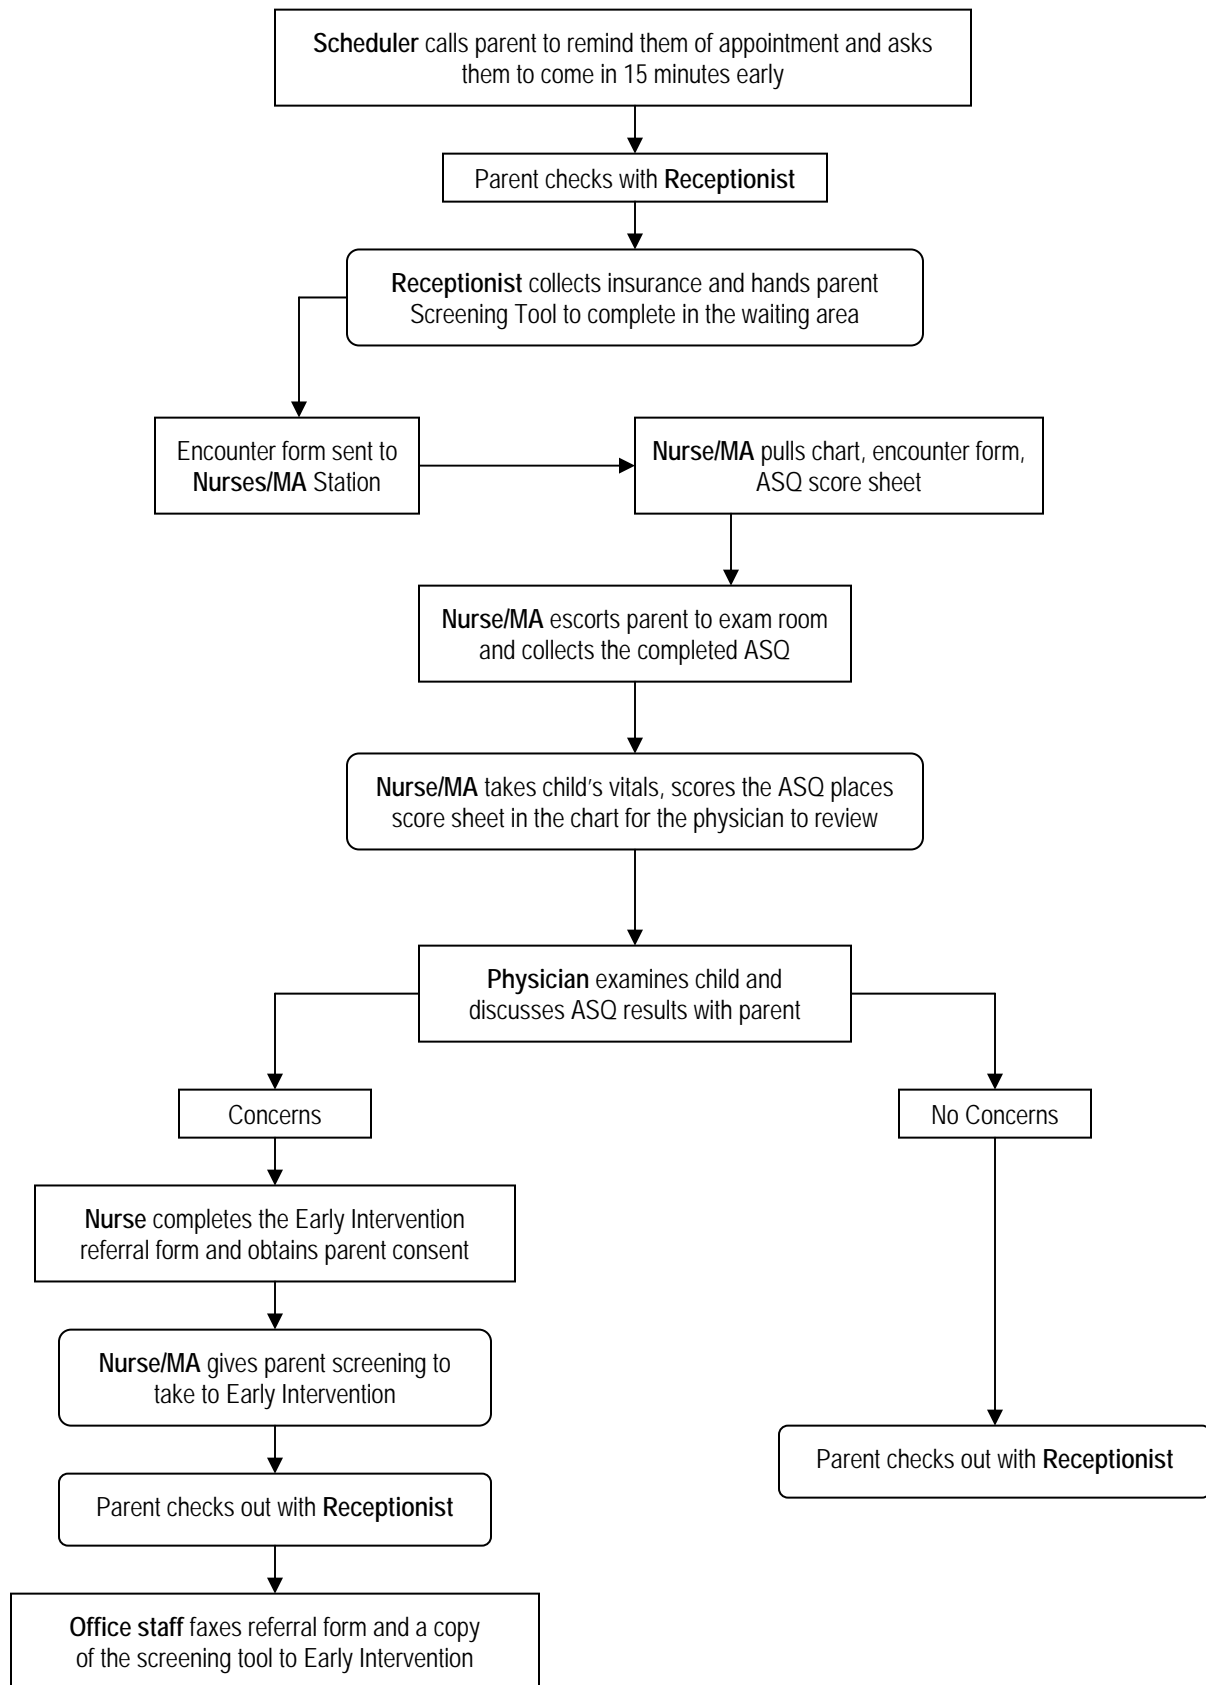 Scheduler calls parent to remind them of appointment and asks
them to come in 15 minutes early
Parent checks with Receptionist
Receptionist collects insurance and hands parent
Screening Tool to complete in the waiting area
Encounter form sent to
Nurses/MA Station
Nurse/MA pulls chart, encounter form,
ASQ score sheet
Nurse/MA escorts parent to exam room
and collects the completed ASQ
Nurse/MA takes child’s vitals, scores the ASQ places
score sheet in the chart for the physician to review
Physician examines child and
discusses ASQ results with parent
Concerns
No Concerns
Nurse completes the Early Intervention
referral form and obtains parent consent
Nurse/MA gives parent screening to
take to Early Intervention
Parent checks out with Receptionist
Parent checks out with Receptionist
Office staff faxes referral form and a copy
of the screening tool to Early Intervention